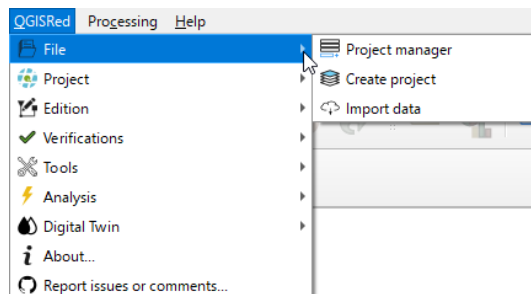 QGISRed Processing Help
File
Project
Edition
Verifications
Tools
Analysis
Digital Twin
About...
Report issues or comments...
Project manager
Create project
Import data